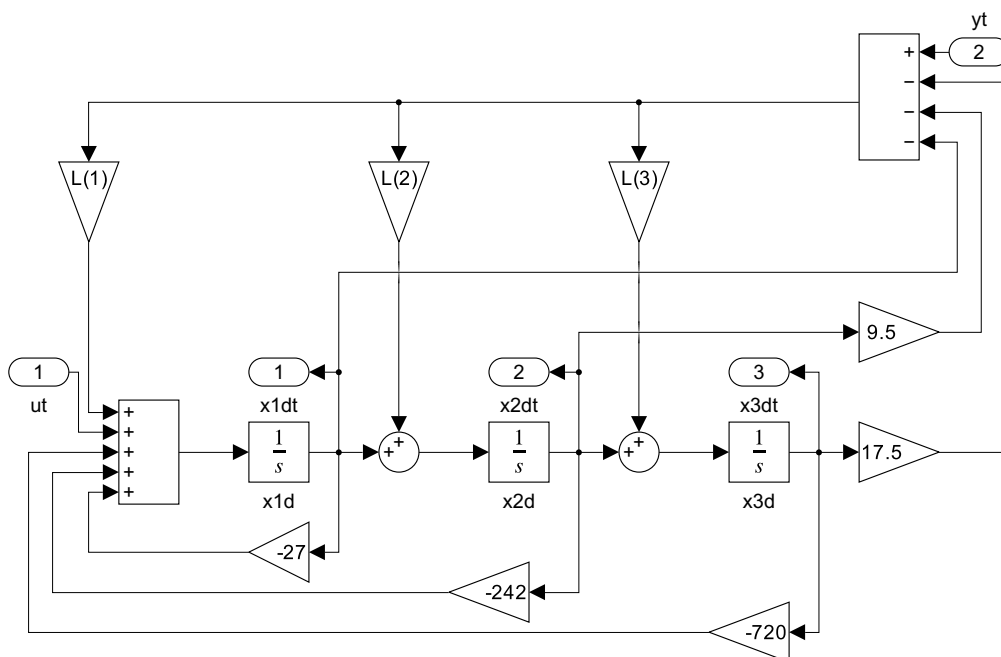 yt
2
+
−
−
−
L(1)
L(2)
L(3)
9.5
1
ut
1
x1dt
2
x2dt
3
x3dt
+
+
+
+
+
1
s
x1d
+
+
1
s
x2d
+
+
1
s
x3d
17.5
-27
-242
-720